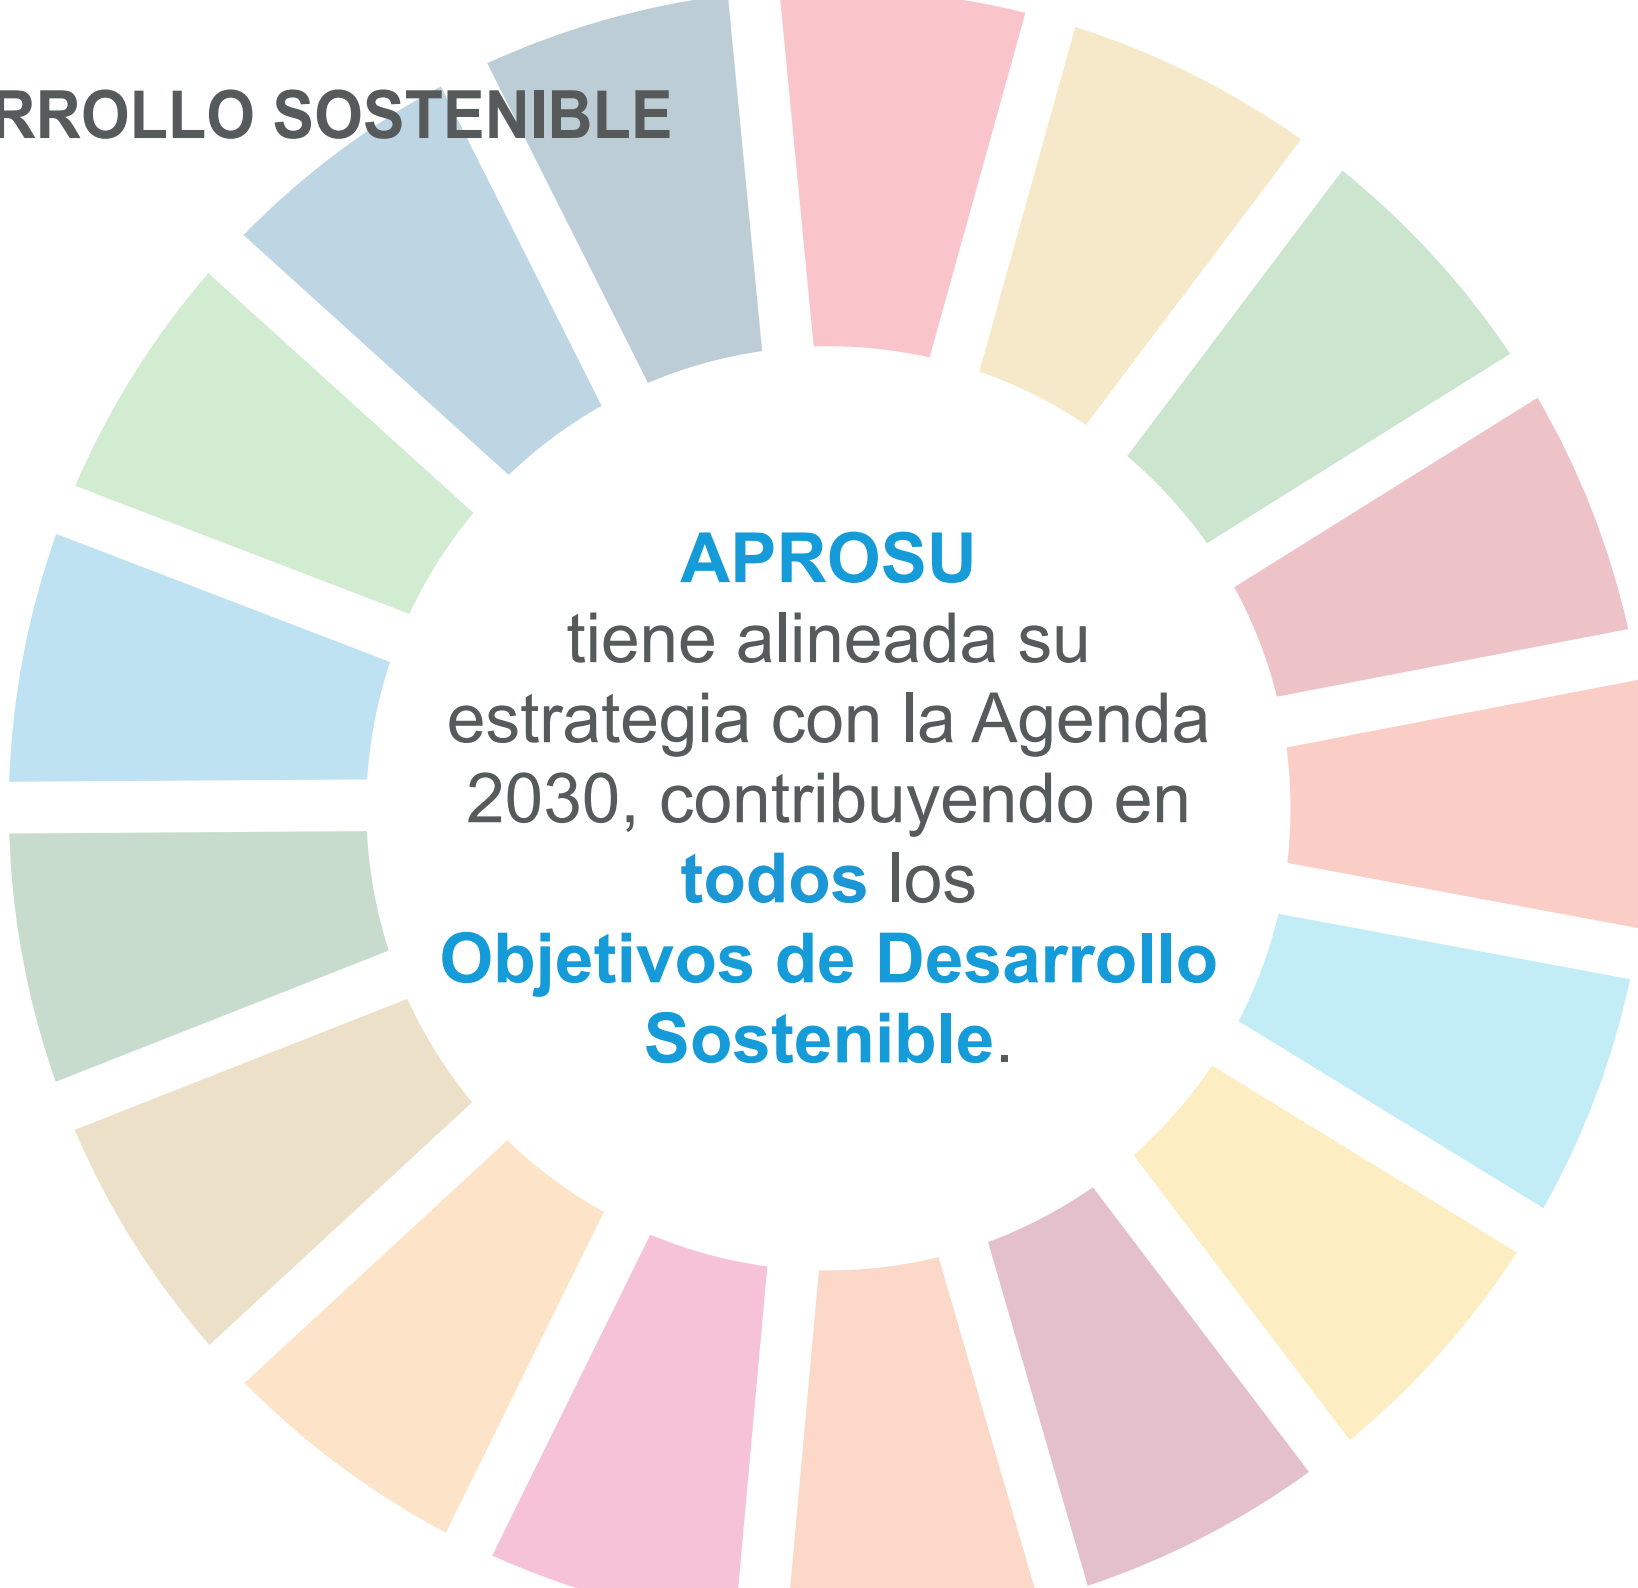 RROLLO SOSTENIBLE
APROSU
tiene alineada su
estrategia con la Agenda
2030, contribuyendo en
todos los
Objetivos de Desarrollo
Sostenible.